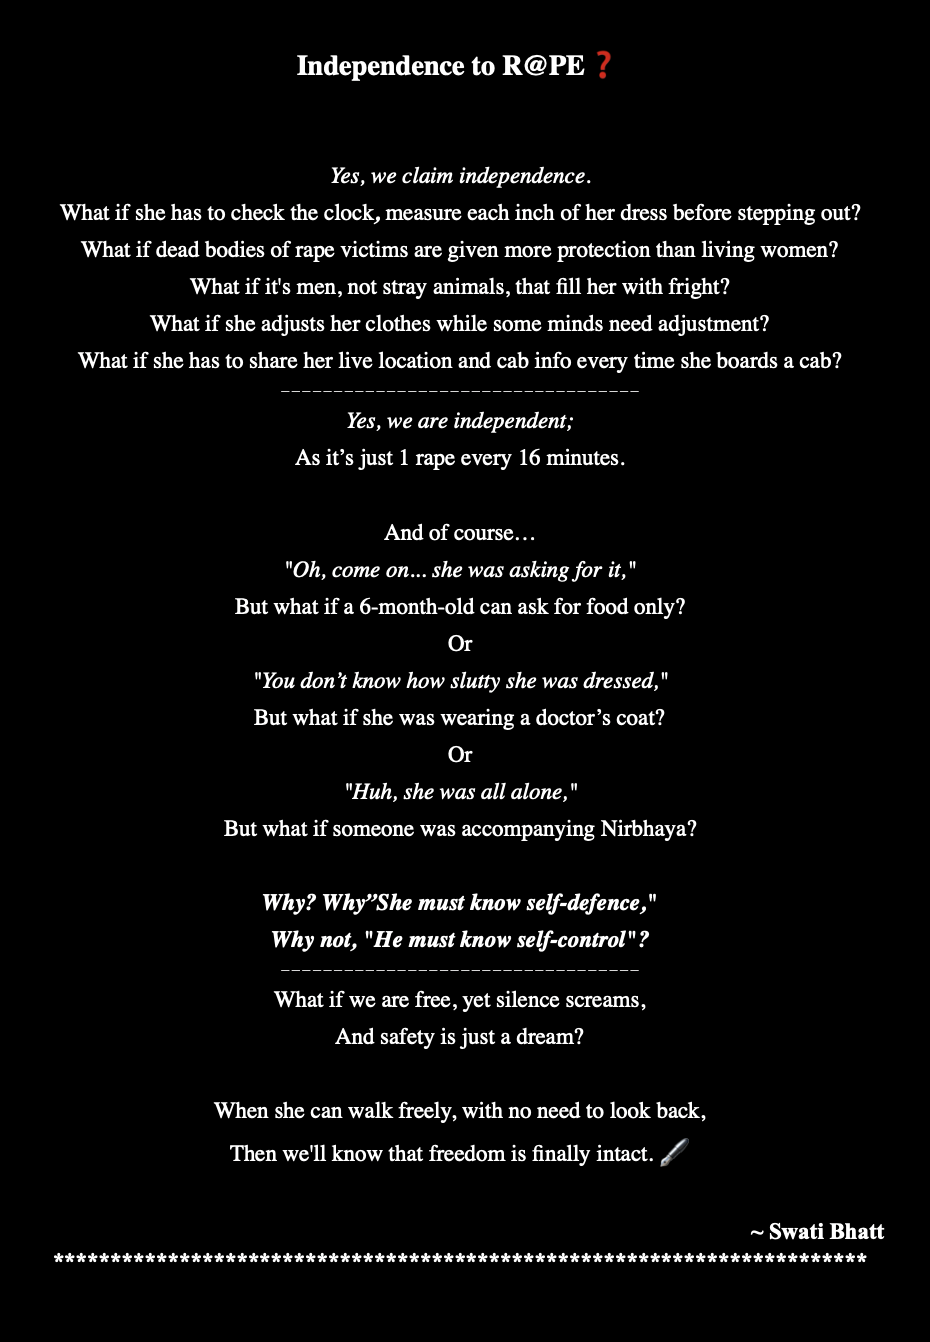 Independence to R@PE ❓
Yes, we claim independence.
What if she has to check the clock, measure each inch of her dress before stepping out?
What if dead bodies of rape victims are given more protection than living women?
What if it's men, not stray animals, that fill her with fright?
What if she adjusts her clothes while some minds need adjustment?
What if she has to share her live location and cab info every time she boards a cab?
----------------------------------
Yes, we are independent;
As it’s just 1 rape every 16 minutes.
And of course…
"Oh, come on... she was asking for it,"
But what if a 6-month-old can ask for food only?
Or
"You don’t know how slutty she was dressed,"
But what if she was wearing a doctor’s coat?
Or
"Huh, she was all alone,"
But what if someone was accompanying Nirbhaya?
Why? Why”She must know self-defence,"
Why not, "He must know self-control"?
----------------------------------
What if we are free, yet silence screams,
And safety is just a dream?
When she can walk freely, with no need to look back,
Then we'll know that freedom is finally intact. 🖋️
~ Swati Bhatt
***********************************************************************